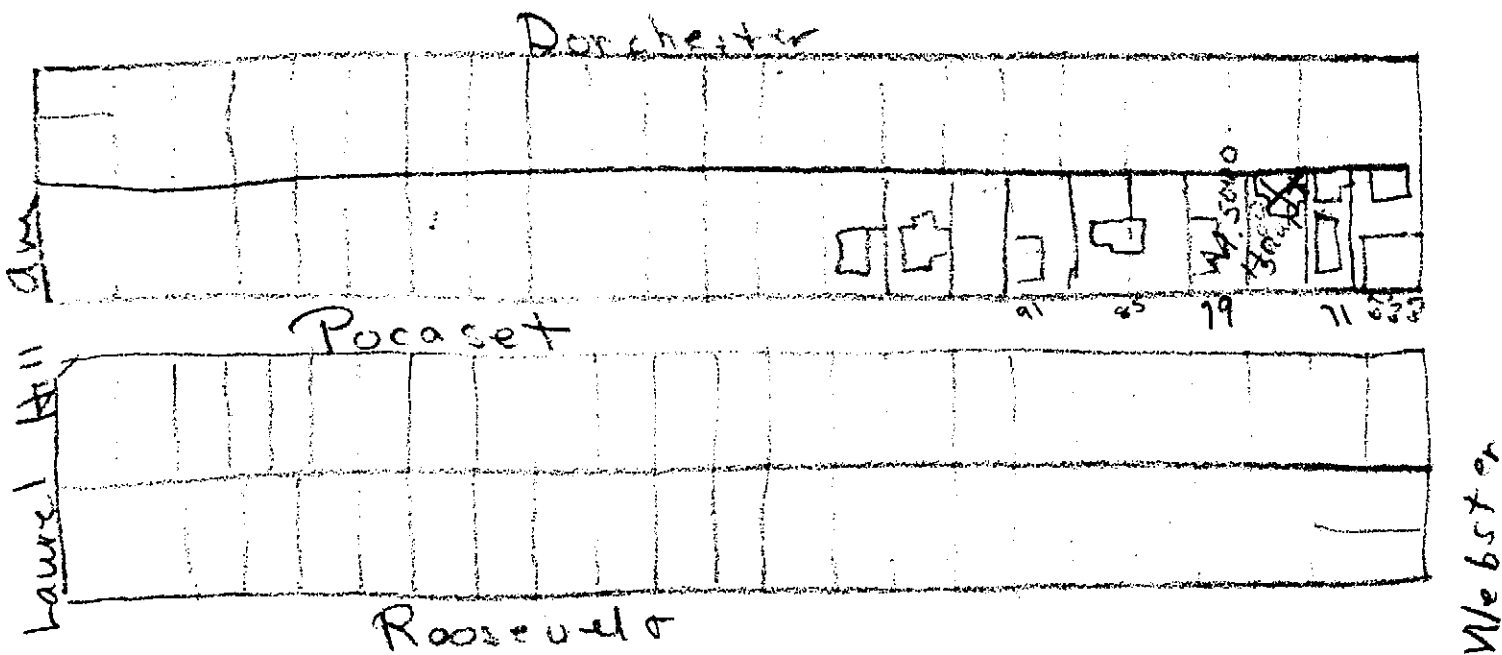 Dorchester
Pocaset
91
85
79
71
Laurel Hill
Roosevelt
Webster